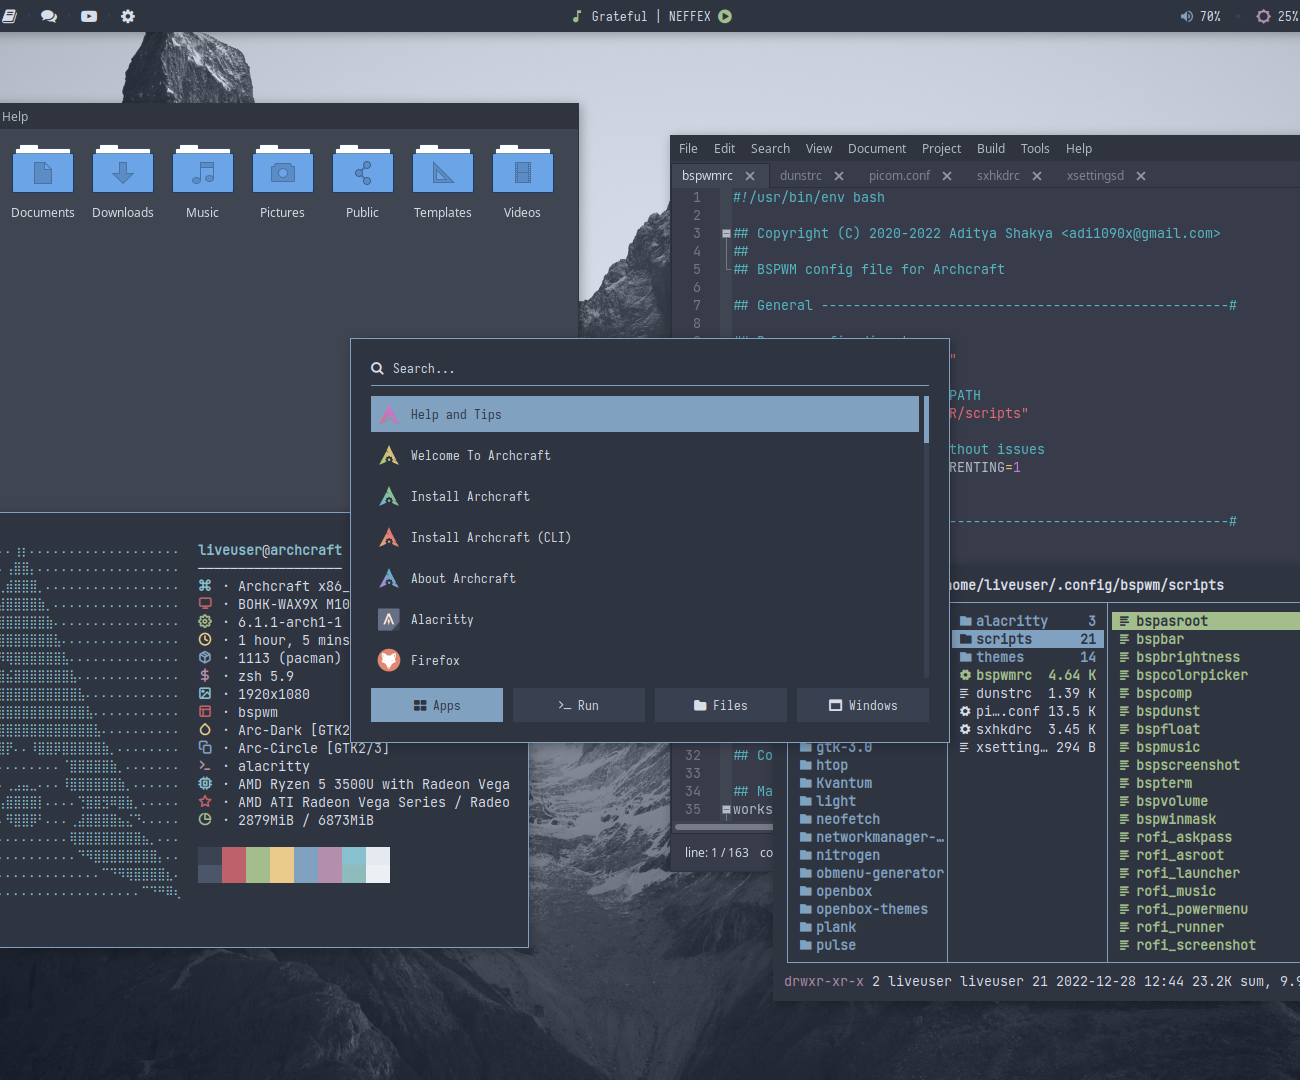 Grateful | NEFFEX
70%
25%
Help
Documents
Downloads
Music
Pictures
Public
Templates
Videos
File Edit Search View Document Project Build Tools Help
bspwmrc dunstrc picom.conf sxhkdrc xsettingsd
1 #!/usr/bin/env bash
2
3 ## Copyright (C) 2020-2022 Aditya Shakya <adi1090x@gmail.com>
4 ##
5 ## BSPWM config file for Archcraft
6
7 ## General ---------------------------------------------------#
8
"
PATH
R/scripts"
thout issues
RENTING=1
-----------------------------------#
32 ## Co
33
34 ## Ma
35 works
line: 1 / 163 co
Search...
Help and Tips
Welcome To Archcraft
Install Archcraft
Install Archcraft (CLI)
About Archcraft
Alacritty
Firefox
Apps
Run
Files
Windows
liveuser@archcraft
Archcraft x86_
BOHK-WAX9X M10
6.1.1-arch1-1
1 hour, 5 mins
1113 (pacman)
zsh 5.9
1920x1080
bspwm
Arc-Dark [GTK2
Arc-Circle [GTK2/3]
alacritty
AMD Ryzen 5 3500U with Radeon Vega
AMD ATI Radeon Vega Series / Radeo
2879MiB / 6873MiB
home/liveuser/.config/bspwm/scripts
gtk-3.0
htop
Kvantum
light
neofetch
networkmanager-…
nitrogen
obmenu-generator
openbox
openbox-themes
plank
pulse
alacritty 3
scripts 21
themes 14
bspwmrc 4.64 K
dunstrc 1.39 K
pi….conf 13.5 K
sxhkdrc 3.45 K
xsetting… 294 B
bspasroot
bspbar
bspbrightness
bspcolorpicker
bspcomp
bspdunst
bspfloat
bspmusic
bspscreenshot
bspterm
bspvolume
bspwinmask
rofi_askpass
rofi_asroot
rofi_launcher
rofi_music
rofi_powermenu
rofi_runner
rofi_screenshot
drwxr-xr-x 2 liveuser liveuser 21 2022-12-28 12:44 23.2K sum, 9.9